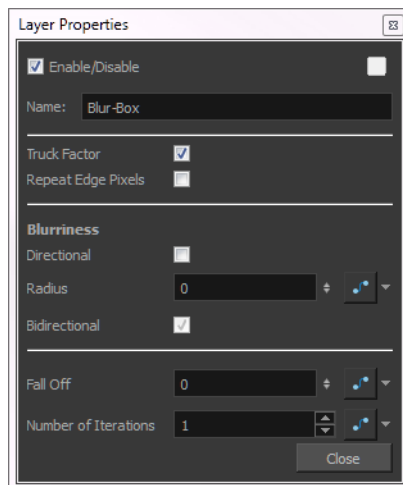 Layer Properties
Enable/Disable
Name: Blur-Box
Truck Factor
Repeat Edge Pixels
Blurriness
Directional
Radius 0
Bidirectional
Fall Off 0
Number of Iterations 1
Close